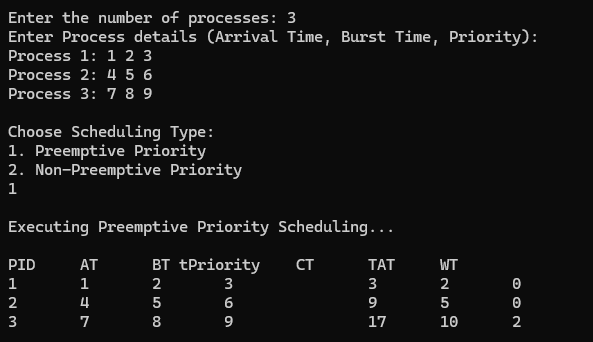 Enter the number of processes: 3
Enter Process details (Arrival Time, Burst Time, Priority):
Process 1: 1 2 3
Process 2: 4 5 6
Process 3: 7 8 9

Choose Scheduling Type:
1. Preemptive Priority
2. Non-Preemptive Priority
1

Executing Preemptive Priority Scheduling...

PID     AT      BT tPriority    CT      TAT     WT
1       1       2       3               3       2       0
2       4       5       6               9       5       0
3       7       8       9               17      10      2